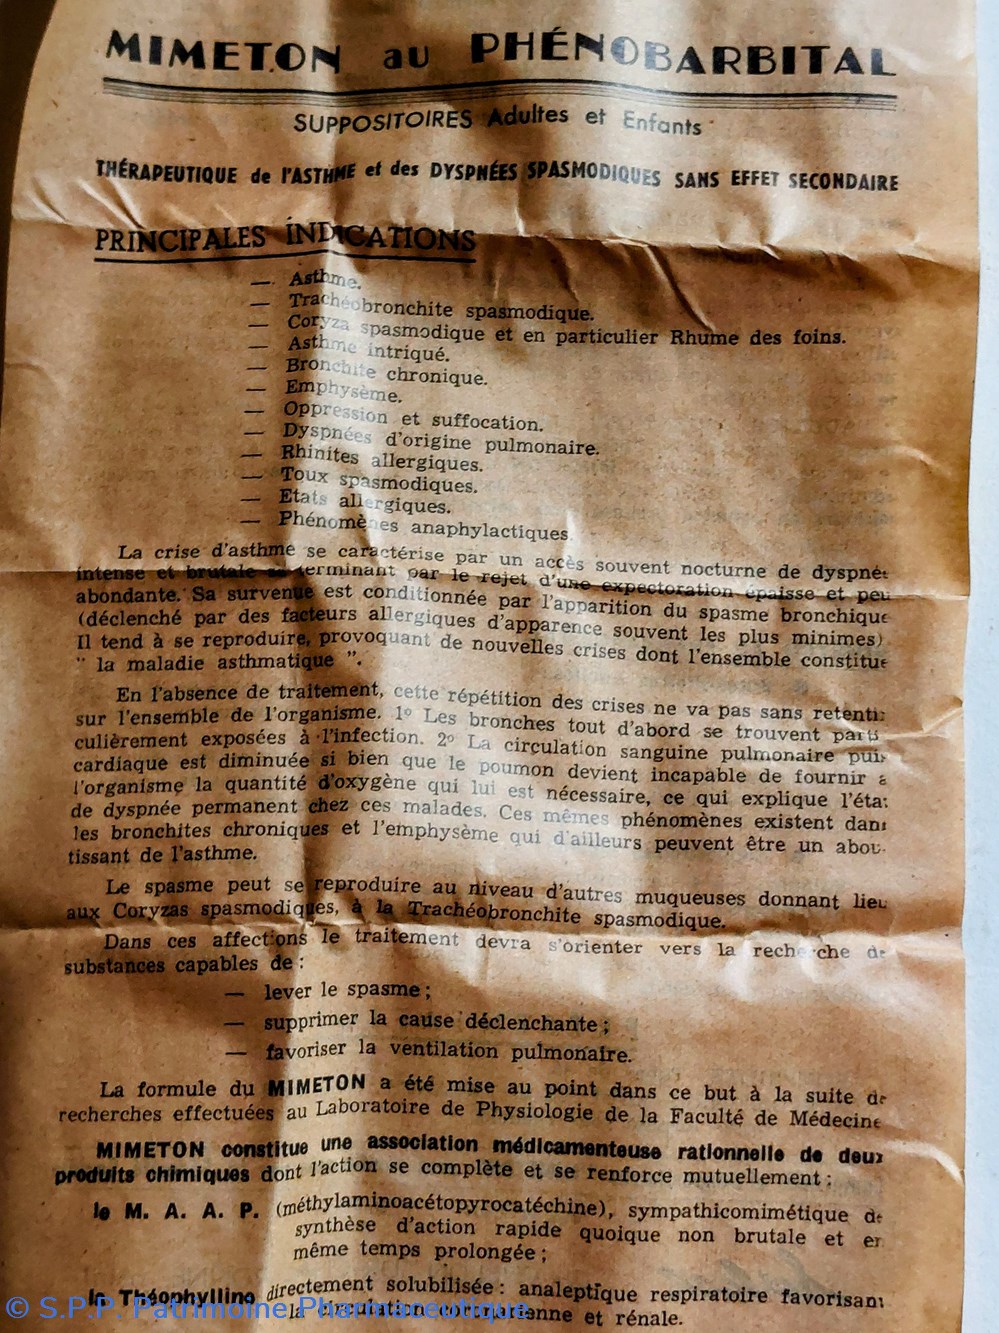 MIMETON au PHÉNOBARBITAL
SUPPOSITOIRES Adultes et Enfants
THÉRAPEUTIQUE de l'ASTHME et des DYSPNÉES SPASMODIQUES SANS EFFET SECONDAIRE
PRINCIPALES INDICATIONS
— Asthme.
— Trachéobronchite spasmodique.
— Coryza spasmodique et en particulier Rhume des foins.
— Asthme intriqué.
— Bronchite chronique.
— Emphysème.
— Oppression et suffocation.
— Dyspnées d'origine pulmonaire.
— Rhinites allergiques.
— Toux spasmodiques.
— Etats allergiques.
— Phénomènes anaphylactiques
La crise d'asthme se caractérise par un accès souvent nocturne de dyspnée
intense et brutale se terminant par le rejet d'une expectoration épaisse et peu
abondante. Sa survenue est conditionnée par l'apparition du spasme bronchique
(déclenché par des facteurs allergiques d'apparence souvent les plus minimes)
Il tend à se reproduire, provoquant de nouvelles crises dont l'ensemble constitue
" la maladie asthmatique ".
En l'absence de traitement, cette répétition des crises ne va pas sans retentir
sur l'ensemble de l'organisme. 1° Les bronches tout d'abord se trouvent parti-
culièrement exposées à l'infection. 2° La circulation sanguine pulmonaire puis
cardiaque est diminuée si bien que le poumon devient incapable de fournir à
l'organisme la quantité d'oxygène qui lui est nécessaire, ce qui explique l'état
de dyspnée permanent chez ces malades. Ces mêmes phénomènes existent dans
les bronchites chroniques et l'emphysème qui d'ailleurs peuvent être un abou-
tissant de l'asthme.
Le spasme peut se reproduire au niveau d'autres muqueuses donnant lieu
aux Coryzas spasmodiques, à la Trachéobronchite spasmodique.
Dans ces affections le traitement devra s'orienter vers la recherche de
substances capables de :
— lever le spasme ;
— supprimer la cause déclenchante ;
— favoriser la ventilation pulmonaire.
La formule du MIMETON a été mise au point dans ce but à la suite de
recherches effectuées au Laboratoire de Physiologie de la Faculté de Médecine
MIMETON constitue une association médicamenteuse rationnelle de deux
produits chimiques dont l'action se complète et se renforce mutuellement :
le M. A. A. P. (méthylaminoacétopyrocatéchine), sympathicomimétique de
synthèse d'action rapide quoique non brutale et en
même temps prolongée ;
la Théophylline directement solubilisée : analeptique respiratoire favorisant
la circulation coronarienne et rénale.
© S.P.P. Patrimoine Pharmaceutique